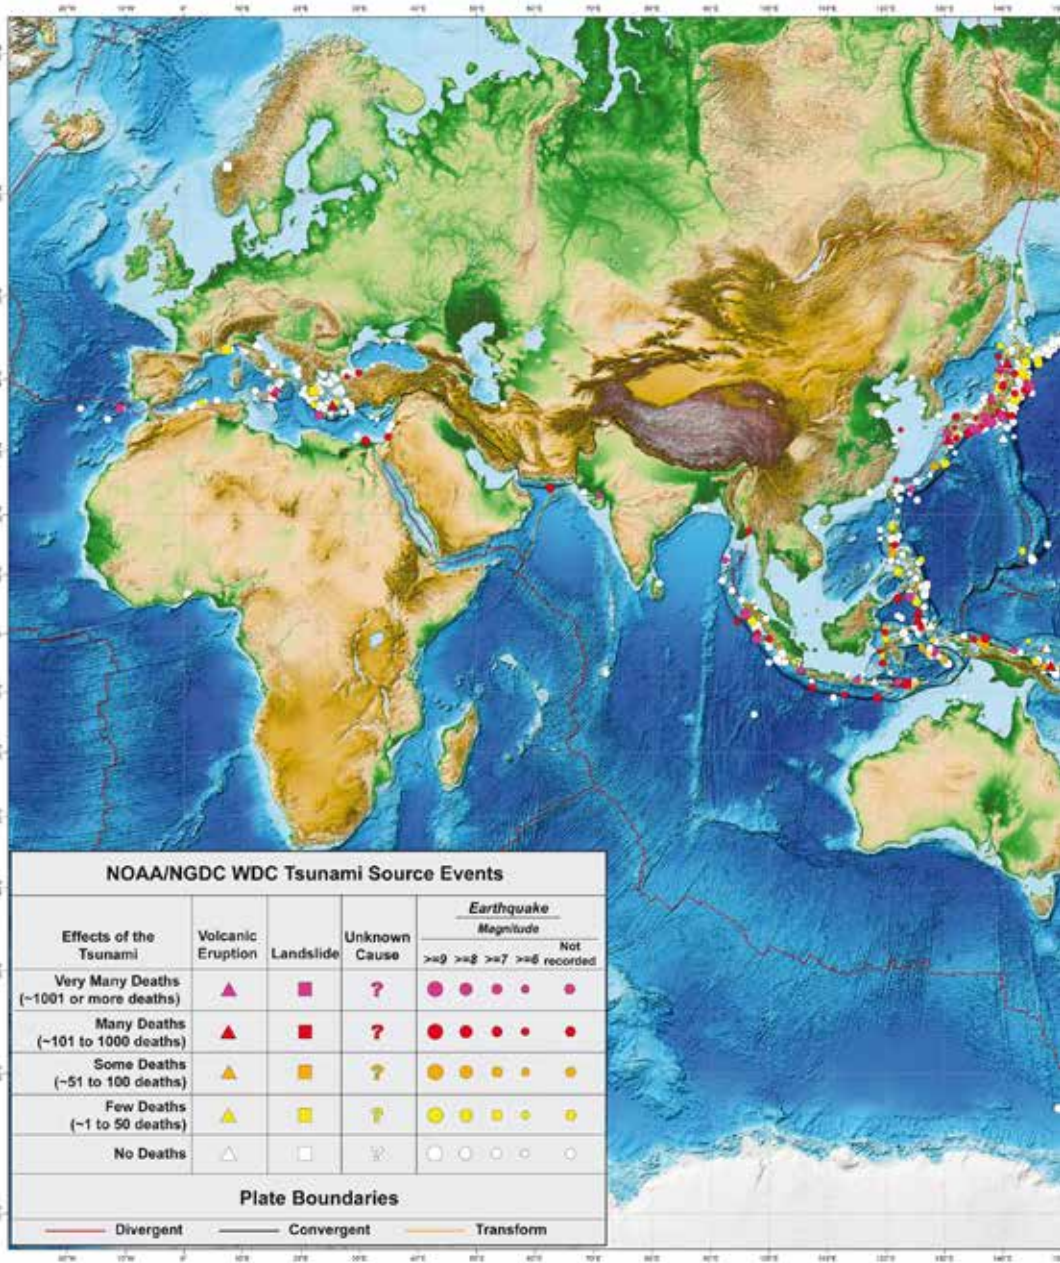 NOAA/NGDC WDC Tsunami Source Events
Effects of the
Tsunami
Volcanic
Eruption
Landslide
Unknown
Cause
Earthquake
Magnitude
>=9 >=8 >=7 >=6 Not
recorded
Very Many Deaths
(~1001 or more deaths)
?
Many Deaths
(~101 to 1000 deaths)
?
Some Deaths
(~51 to 100 deaths)
?
Few Deaths
(~1 to 50 deaths)
?
No Deaths
?
Plate Boundaries
Divergent
Convergent
Transform